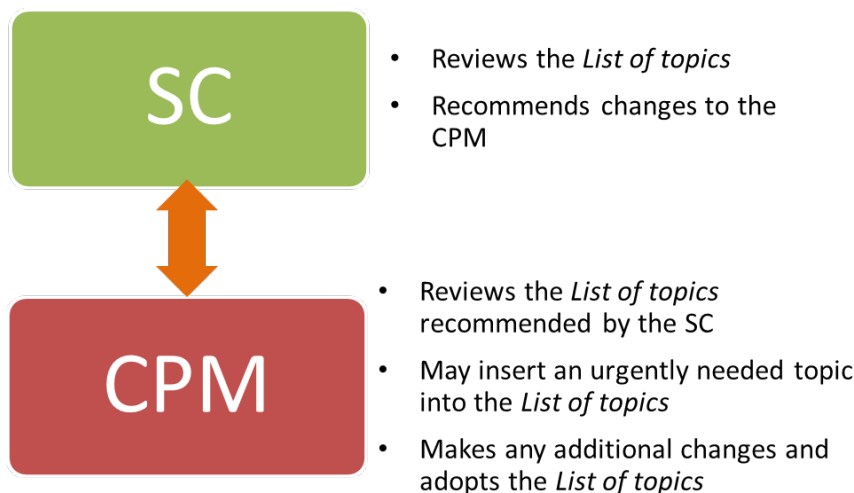 SC
• Reviews the List of topics
• Recommends changes to the
CPM
CPM
• Reviews the List of topics
recommended by the SC
• May insert an urgently needed topic
into the List of topics
• Makes any additional changes and
adopts the List of topics